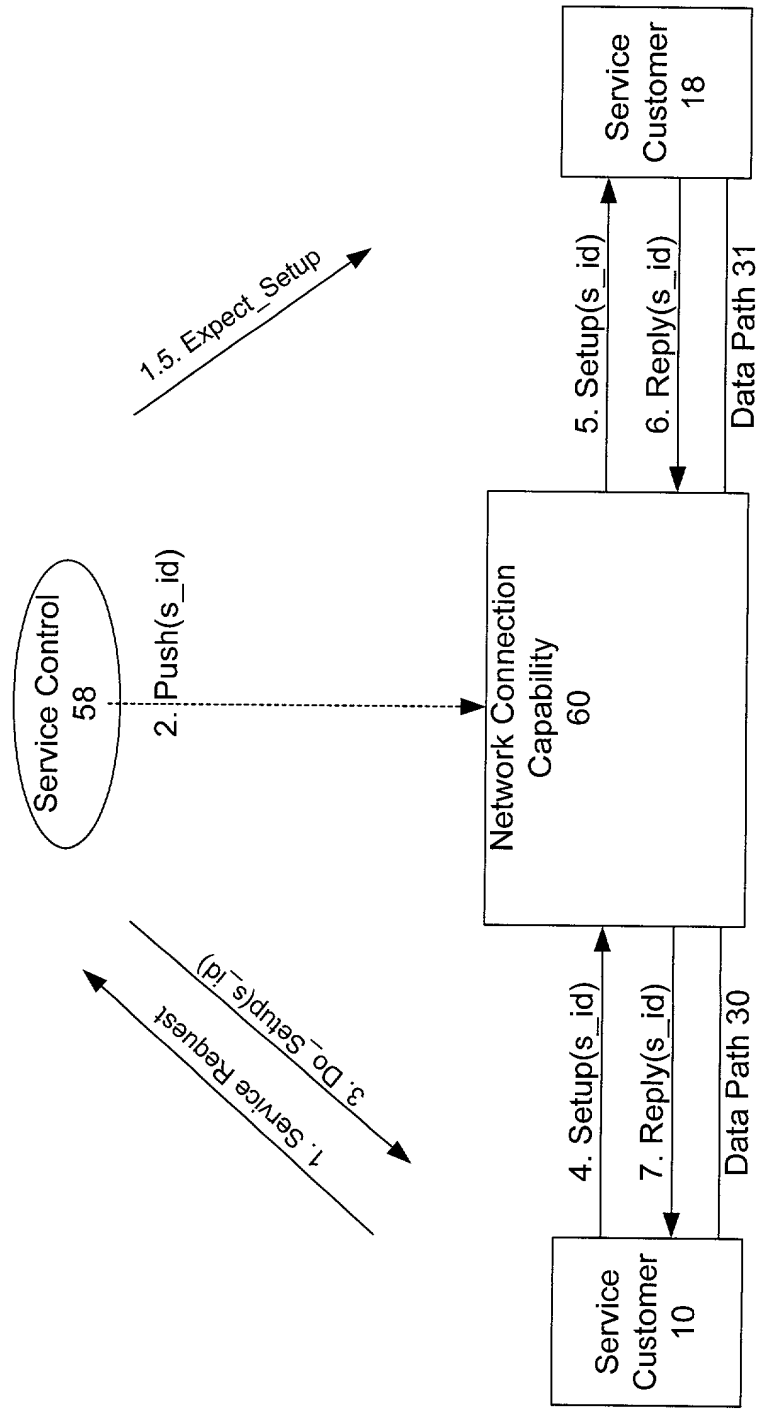 Service Control
58
1. Service Request
3. Do_Setup(s_id)
2. Push(s_id)
1.5. Expect_Setup
Service
Customer
10
4. Setup(s_id)
7. Reply(s_id)
Data Path 30
Network Connection
Capability
60
5. Setup(s_id)
6. Reply(s_id)
Data Path 31
Service
Customer
18